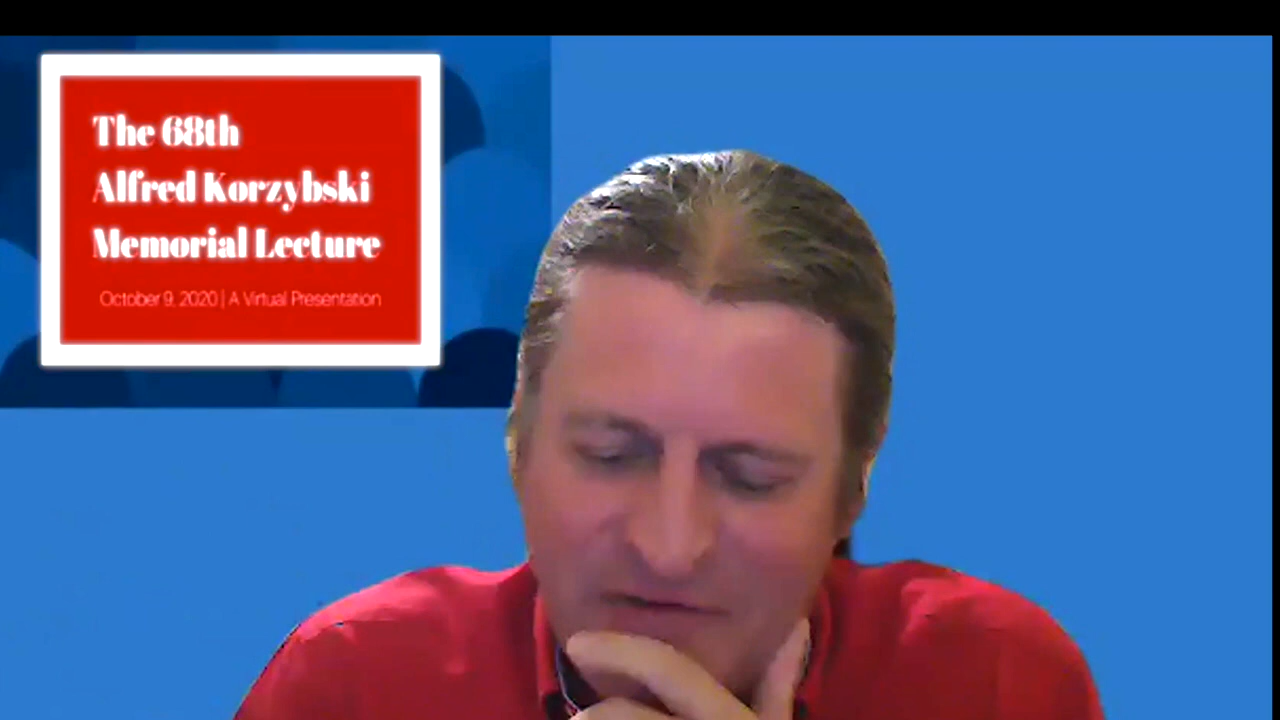 The 68th
Alfred Korzybski
Memorial Lecture
October 9, 2020 | A Virtual Presentation